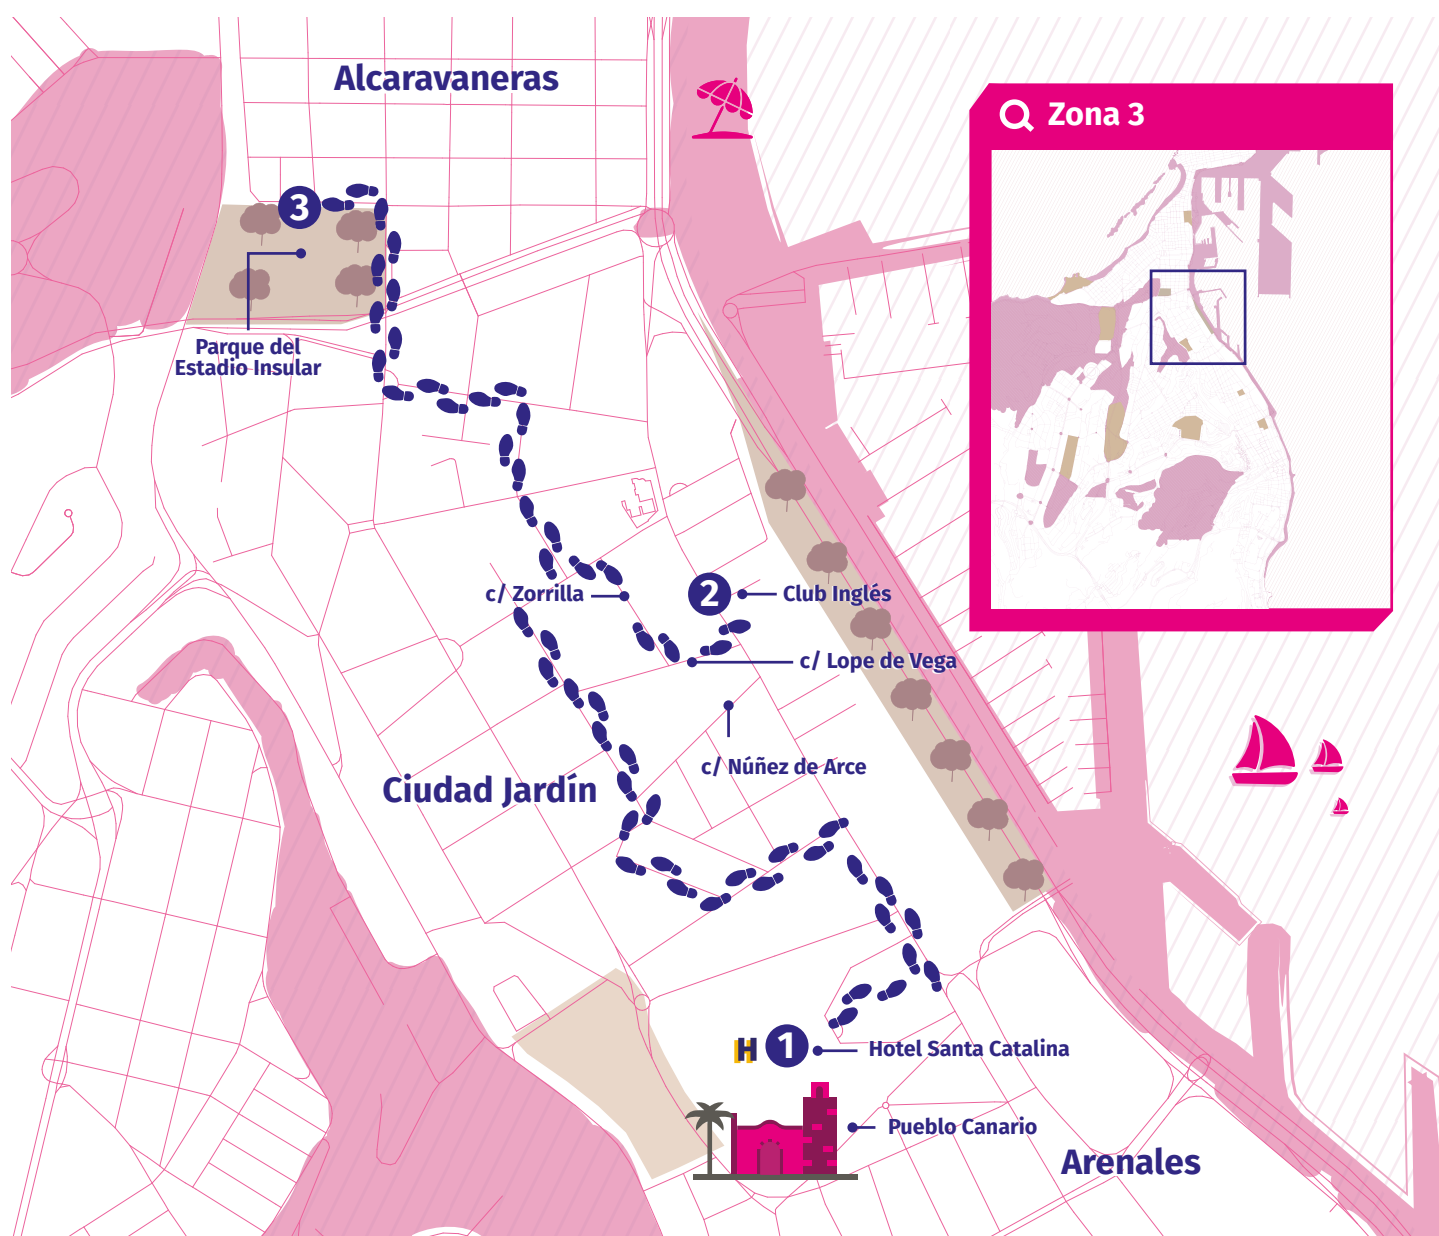 Alcaravaneras
Zona 3
3
Parque del
Estadio Insular
c/ Zorrilla
2
Club Inglés
c/ Lope de Vega
c/ Núñez de Arce
Ciudad Jardín
H
1
Hotel Santa Catalina
Pueblo Canario
Arenales